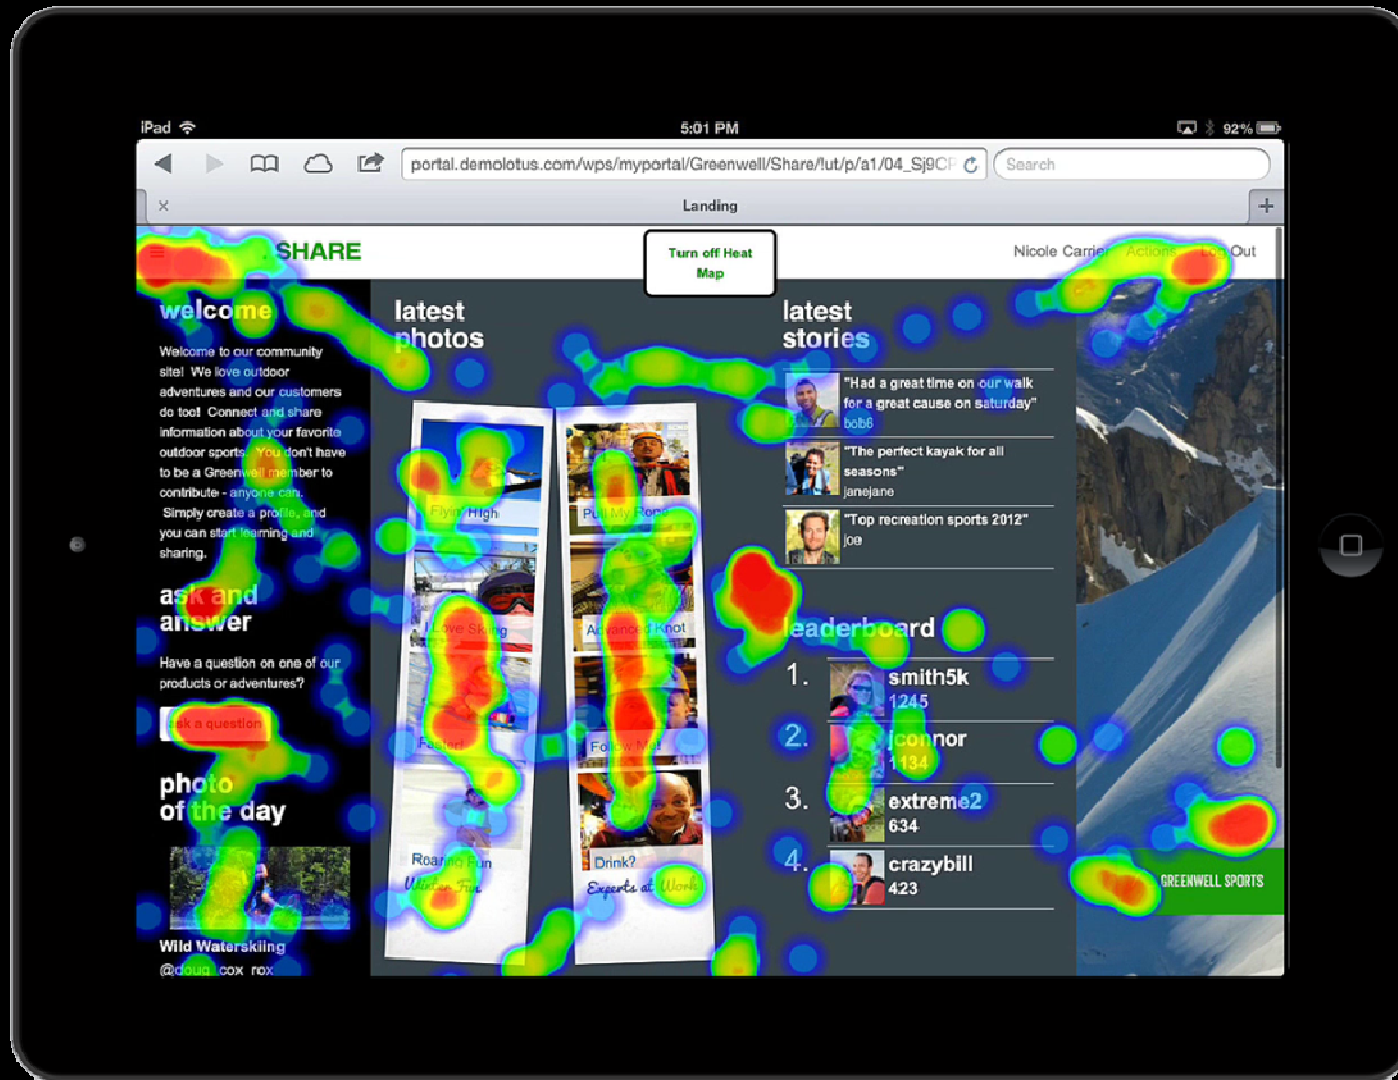 iPad
5:01 PM
92%
portal.demolotus.com/wps/myportal/Greenwell/Share/!ut/p/a1/04_Sj9CP
Search
Landing
SHARE
Turn off Heat
Map
Nicole Carrier
Actions
Log Out
welcome
Welcome to our community
site! We love outdoor
adventures and our customers
do too! Connect and share
information about your favorite
outdoor sports. You don't have
to be a Greenwell member to
contribute - anyone can.
Simply create a profile, and
you can start learning and
sharing.
ask and
answer
Have a question on one of our
products or adventures?
ask a question
photo
of the day
Wild Waterskiing
@doug_cox_rox
latest
photos
Flyin' High
Love Skiing
Faster!
Roaring Fun
Winter Fun
Pull My Rope
Advanced Knot
Follow Me!
Drink?
Experts at Work
latest
stories
"Had a great time on our walk
for a great cause on saturday"
bob6
"The perfect kayak for all
seasons"
janejane
"Top recreation sports 2012"
joe
leaderboard
1. smith5k
1245
2. jconnor
1134
3. extreme2
634
4. crazybill
423
GREENWELL SPORTS